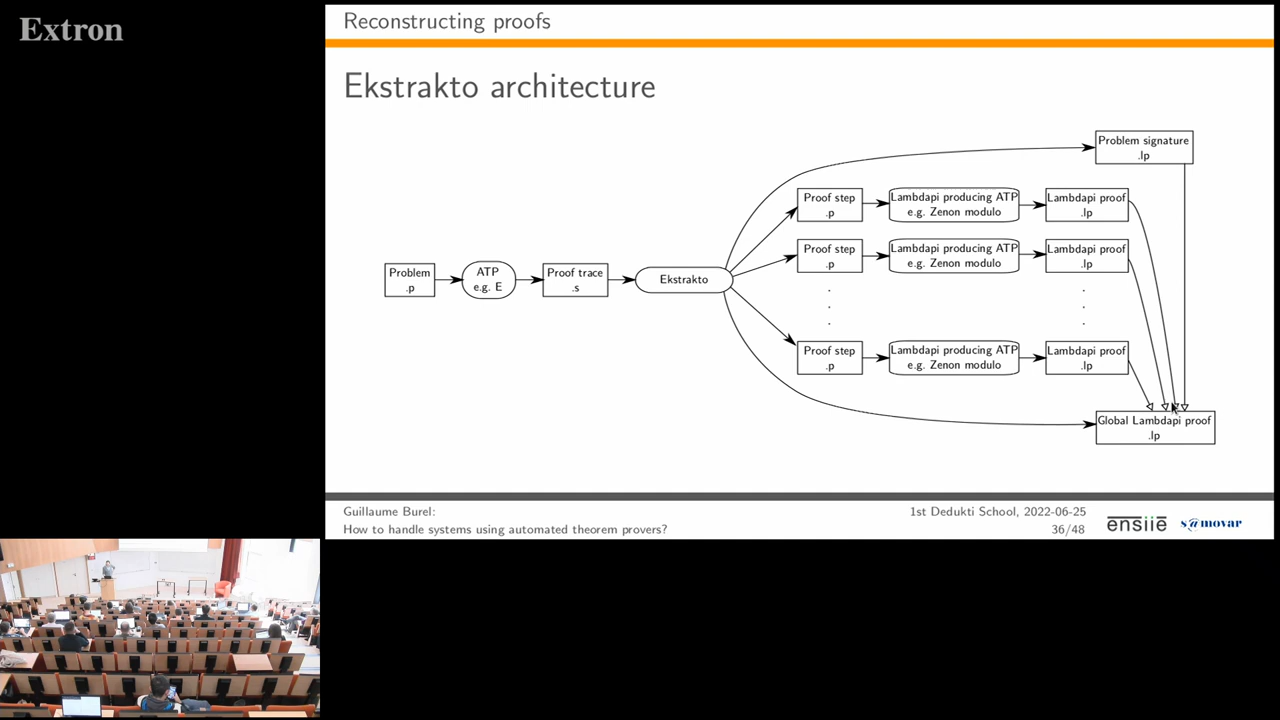 Extron
Reconstructing proofs
Ekstrakto architecture
Problem
.p
ATP
e.g. E
Proof trace
.s
Ekstrakto
Problem signature
.lp
Proof step
.p
Lambdapi producing ATP
e.g. Zenon modulo
Lambdapi proof
.lp
Proof step
.p
Lambdapi producing ATP
e.g. Zenon modulo
Lambdapi proof
.lp
.
.
.
.
.
.
Proof step
.p
Lambdapi producing ATP
e.g. Zenon modulo
Lambdapi proof
.lp
Global Lambdapi proof
.lp
Guillaume Burel:
How to handle systems using automated theorem provers?
1st Dedukti School, 2022-06-25
36/48
ensiie
s@movar